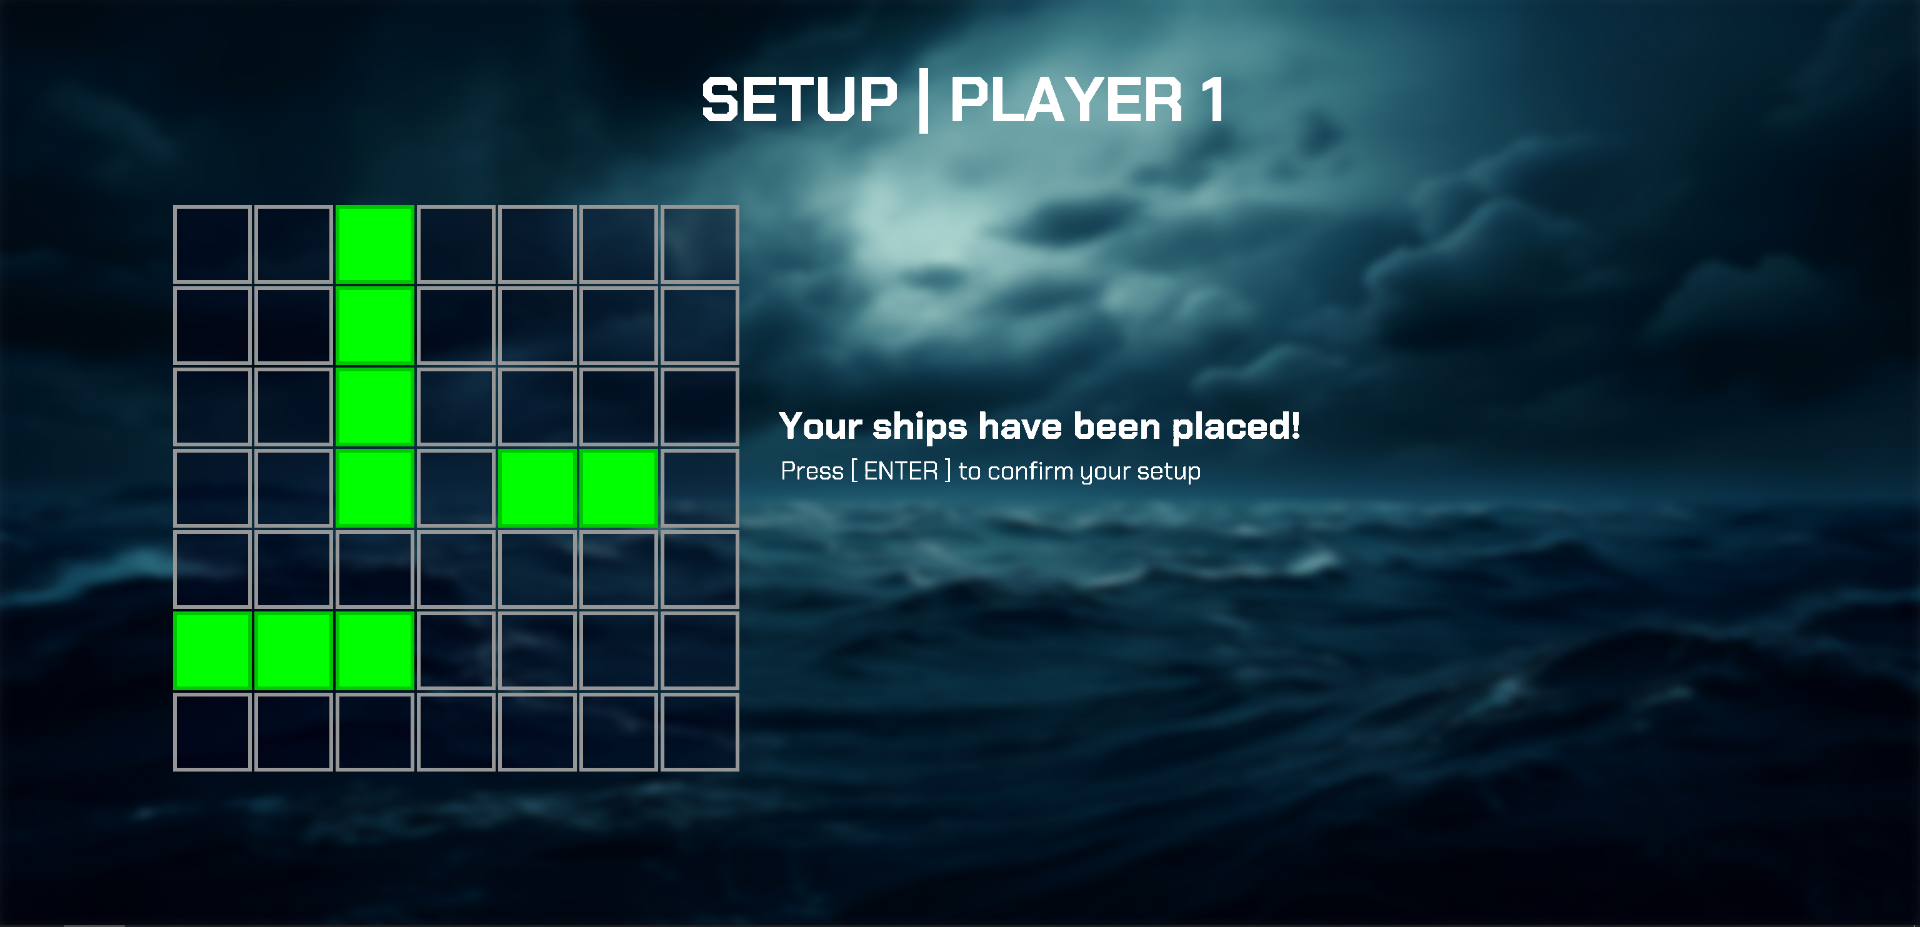 SETUP | PLAYER 1
Your ships have been placed!
Press [ ENTER ] to confirm your setup